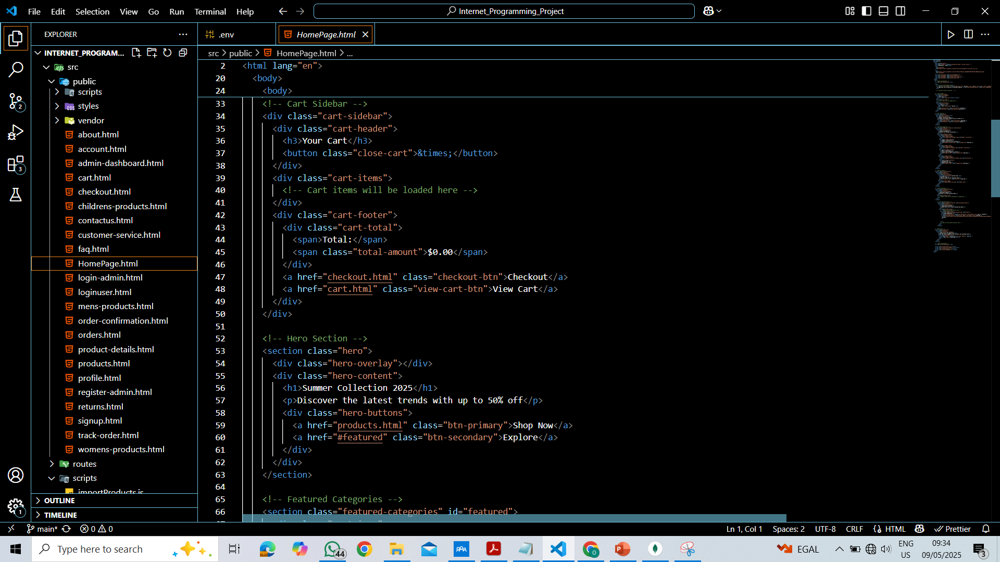 File Edit Selection View Go Run Terminal Help
Internet_Programming_Project
EXPLORER
.env
HomePage.html
INTERNET_PROGRAM...
src > public > HomePage.html > ...
src
public
scripts
styles
vendor
about.html
account.html
admin-dashboard.html
cart.html
checkout.html
childrens-products.html
contactus.html
customer-service.html
faq.html
HomePage.html
login-admin.html
loginuser.html
mens-products.html
order-confirmation.html
orders.html
product-details.html
products.html
profile.html
register-admin.html
returns.html
signup.html
track-order.html
womens-products.html
routes
scripts
importProducts.js
OUTLINE
TIMELINE
2
3
1
2 <html lang="en">
20 <body>
24 <body>
33 <!-- Cart Sidebar -->
34 <div class="cart-sidebar">
35 <div class="cart-header">
36 <h3>Your Cart</h3>
37 <button class="close-cart">&times;</button>
38 </div>
39 <div class="cart-items">
40 <!-- Cart items will be loaded here -->
41 </div>
42 <div class="cart-footer">
43 <div class="cart-total">
44 <span>Total:</span>
45 <span class="total-amount">$0.00</span>
46 </div>
47 <a href="checkout.html" class="checkout-btn">Checkout</a>
48 <a href="cart.html" class="view-cart-btn">View Cart</a>
49 </div>
50 </div>
51
52 <!-- Hero Section -->
53 <section class="hero">
54 <div class="hero-overlay"></div>
55 <div class="hero-content">
56 <h1>Summer Collection 2025</h1>
57 <p>Discover the latest trends with up to 50% off</p>
58 <div class="hero-buttons">
59 <a href="products.html" class="btn-primary">Shop Now</a>
60 <a href="#featured" class="btn-secondary">Explore</a>
61 </div>
62 </div>
63 </section>
64
65 <!-- Featured Categories -->
66 <section class="featured-categories" id="featured">
main* 0 0
Ln 1, Col 1 Spaces: 2 UTF-8 CRLF HTML Prettier
Type here to search
44
EGAL
ENG
US
09:34
09/05/2025
3